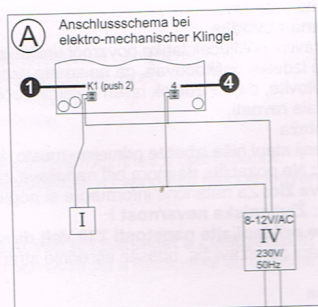 A
Anschlussschema bei
elektro-mechanischer Klingel
1 K1 (push 2) 4 4
I
8-12V/AC
IV
230V/
50Hz